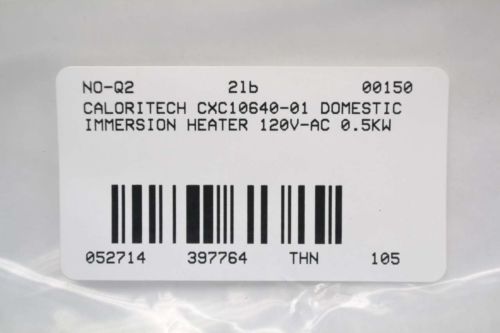 NO-Q2 2lb 00150
CALORITECH CXC10640-01 DOMESTIC
IMMERSION HEATER 120V-AC 0.5KW
052714 397764 THN 105